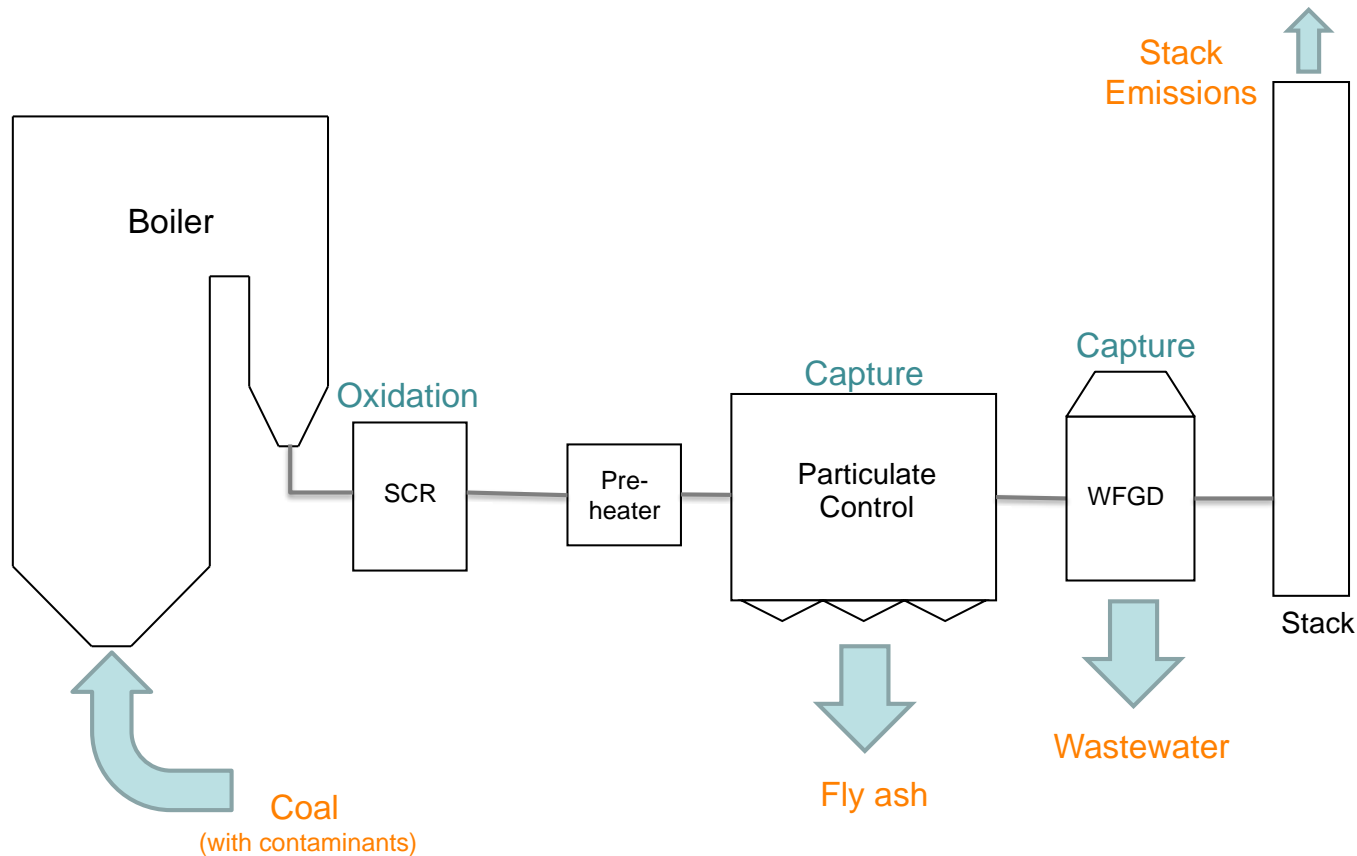 Stack
Emissions
Boiler
Capture
Capture
Oxidation
SCR
Pre-
heater
Particulate
Control
WFGD
Stack
Wastewater
Fly ash
Coal
(with contaminants)